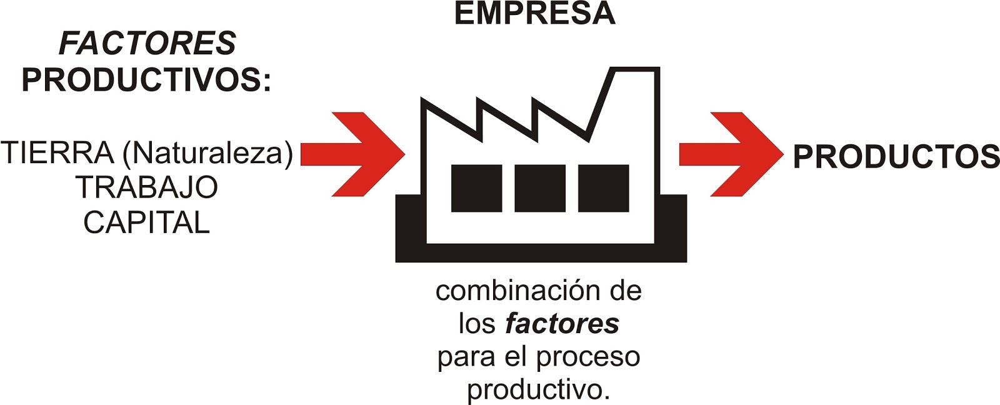 FACTORES
PRODUCTIVOS:
TIERRA (Naturaleza)
TRABAJO
CAPITAL
EMPRESA
combinación de
los factores
para el proceso
productivo.
PRODUCTOS